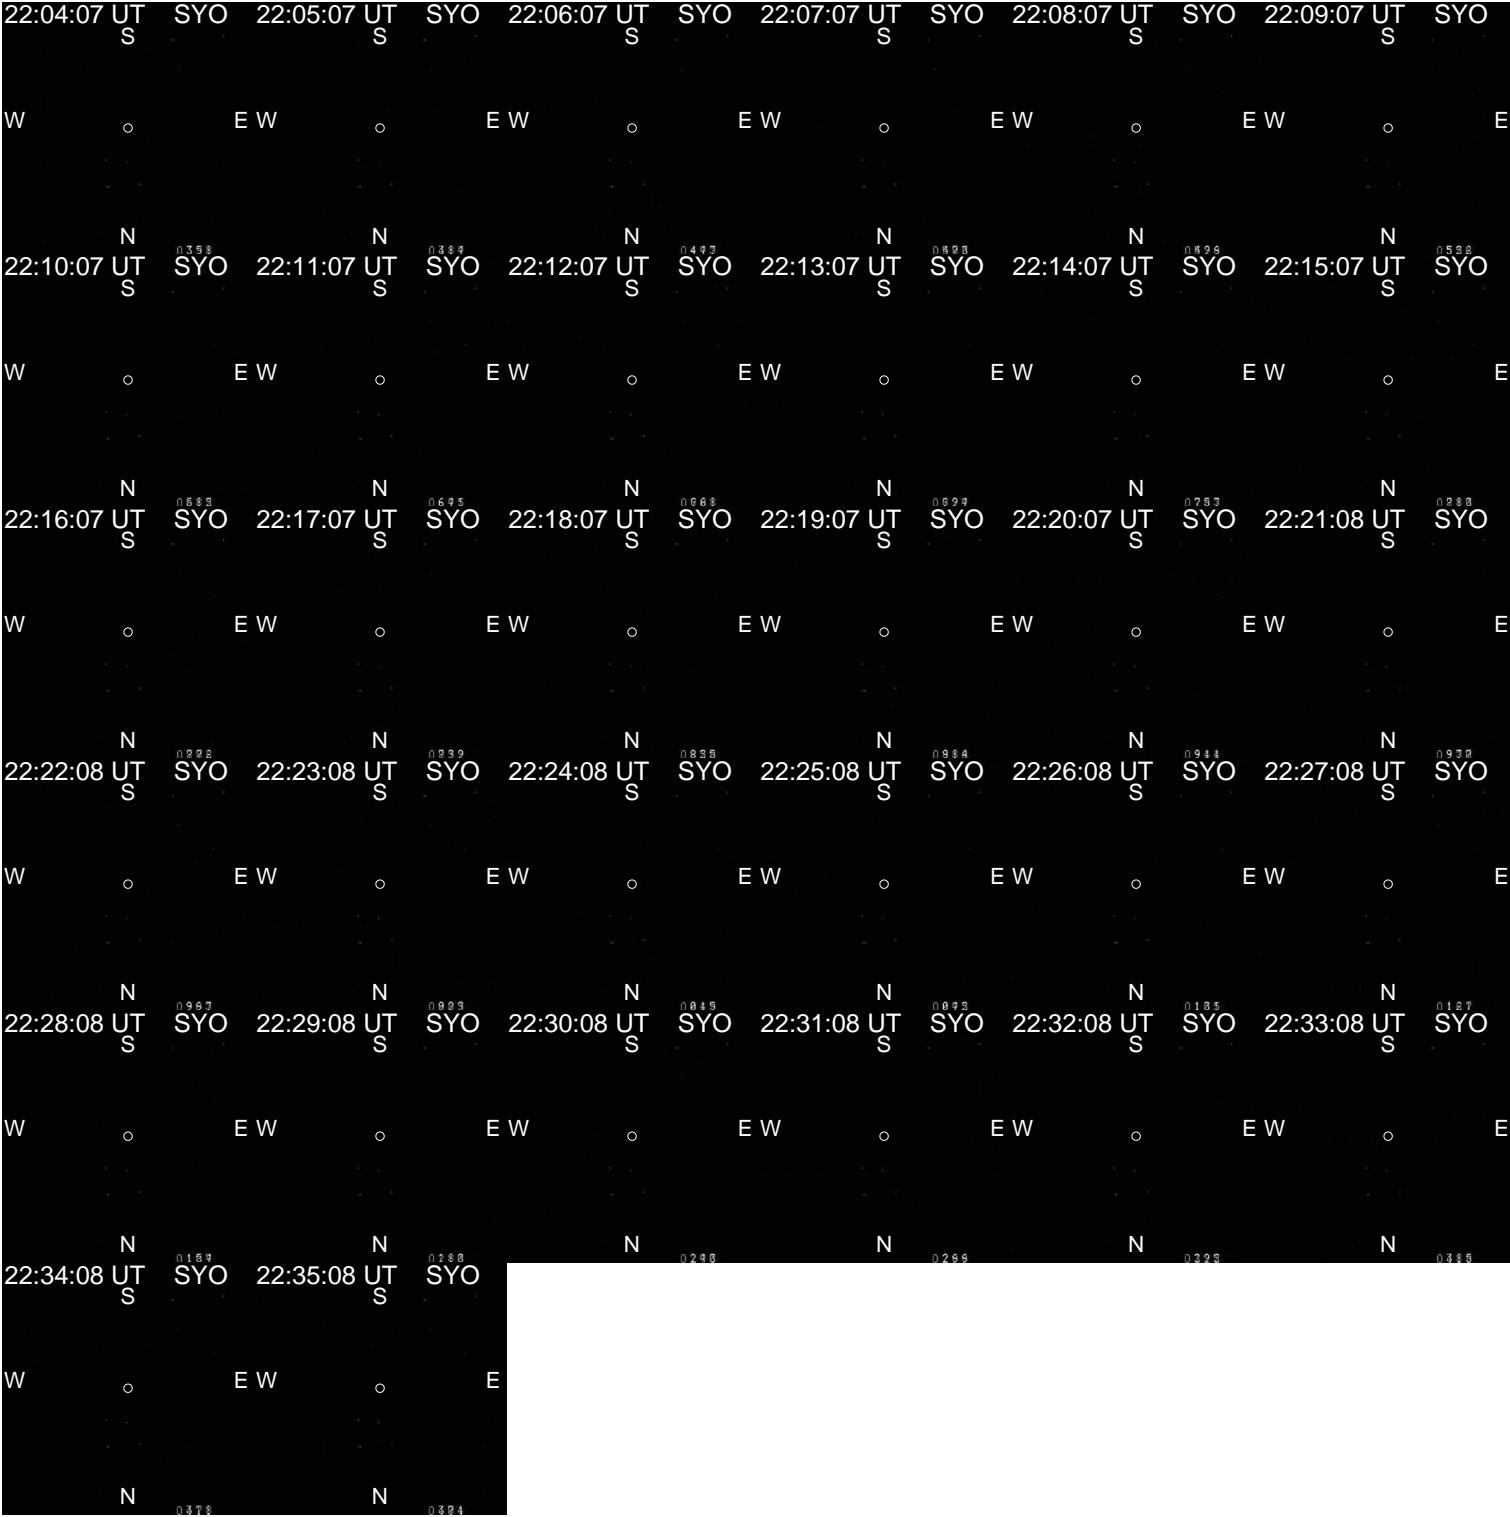 22:04:07 UT SYO 22:05:07 UT SYO 22:06:07 UT SYO 22:07:07 UT SYO 22:08:07 UT SYO 22:09:07 UT SYO
S S S S S S
W E W E W E W E W E W E
N N N N N N
22:10:07 UT SYO 22:11:07 UT SYO 22:12:07 UT SYO 22:13:07 UT SYO 22:14:07 UT SYO 22:15:07 UT SYO
S S S S S S
W E W E W E W E W E W E
N N N N N N
22:16:07 UT SYO 22:17:07 UT SYO 22:18:07 UT SYO 22:19:07 UT SYO 22:20:07 UT SYO 22:21:08 UT SYO
S S S S S S
W E W E W E W E W E W E
N N N N N N
22:22:08 UT SYO 22:23:08 UT SYO 22:24:08 UT SYO 22:25:08 UT SYO 22:26:08 UT SYO 22:27:08 UT SYO
S S S S S S
W E W E W E W E W E W E
N N N N N N
22:28:08 UT SYO 22:29:08 UT SYO 22:30:08 UT SYO 22:31:08 UT SYO 22:32:08 UT SYO 22:33:08 UT SYO
S S S S S S
W E W E W E W E W E W E
N N N N N N
22:34:08 UT SYO 22:35:08 UT SYO
S S
W E W E
N N